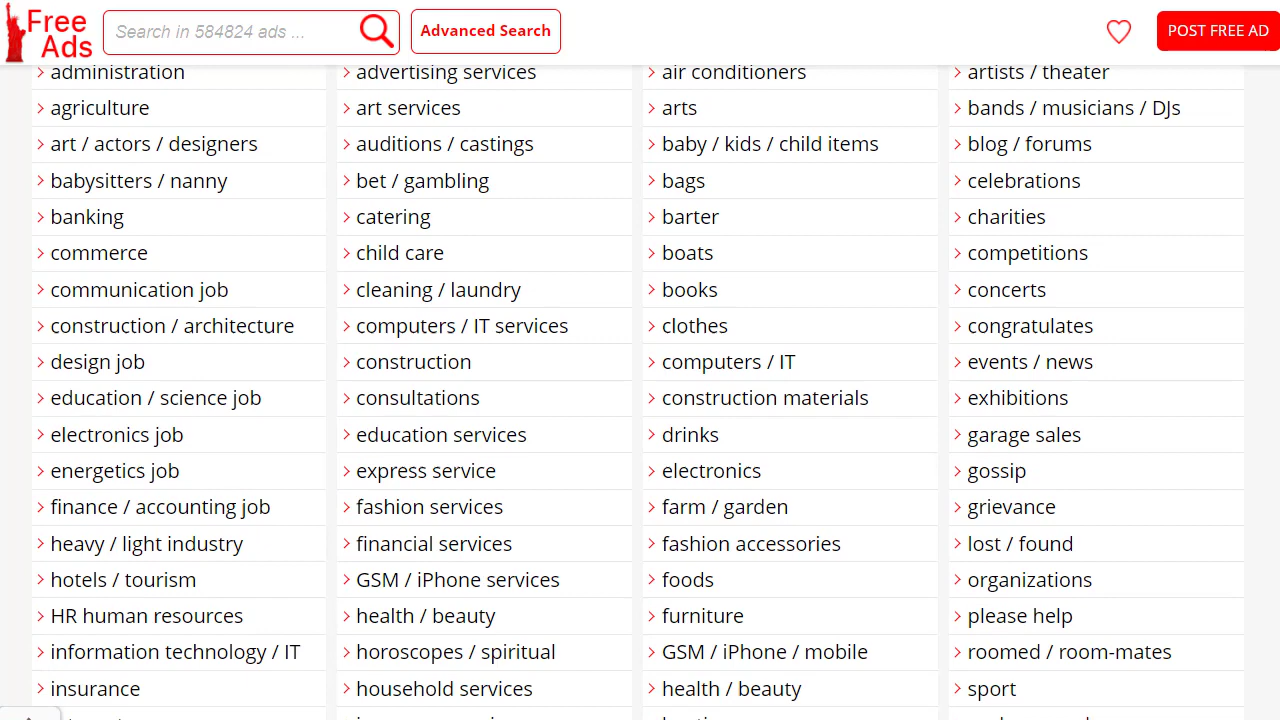 Free
Ads
Search in 584824 ads ...
Advanced Search
POST FREE AD
administration
agriculture
art / actors / designers
babysitters / nanny
banking
commerce
communication job
construction / architecture
design job
education / science job
electronics job
energetics job
finance / accounting job
heavy / light industry
hotels / tourism
HR human resources
information technology / IT
insurance
advertising services
art services
auditions / castings
bet / gambling
catering
child care
cleaning / laundry
computers / IT services
construction
consultations
education services
express service
fashion services
financial services
GSM / iPhone services
health / beauty
horoscopes / spiritual
household services
air conditioners
arts
baby / kids / child items
bags
barter
boats
books
clothes
computers / IT
construction materials
drinks
electronics
farm / garden
fashion accessories
foods
furniture
GSM / iPhone / mobile
health / beauty
artists / theater
bands / musicians / DJs
blog / forums
celebrations
charities
competitions
concerts
congratulates
events / news
exhibitions
garage sales
gossip
grievance
lost / found
organizations
please help
roomed / room-mates
sport